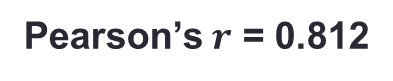 Pearson’s r = 0.812